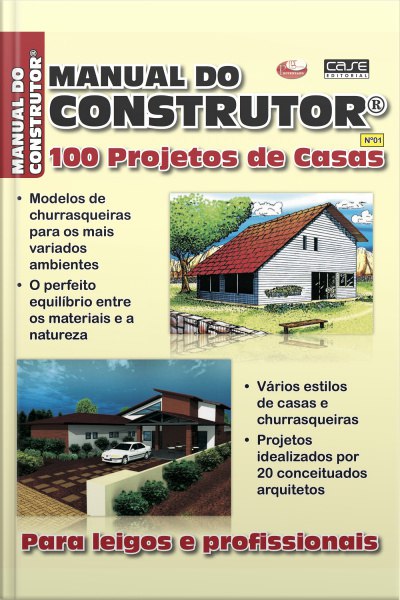 MANUAL DO
CONSTRUTOR®
MANUAL DO
CONSTRUTOR®
CASE
EDITORIAL
Nº01
100 Projetos de Casas
• Modelos de
churrasqueiras
para os mais
variados
ambientes
• O perfeito
equilíbrio entre
os materiais e a
natureza
• Vários estilos
de casas e
churrasqueiras
• Projetos
idealizados por
20 conceituados
arquitetos
Para leigos e profissionais